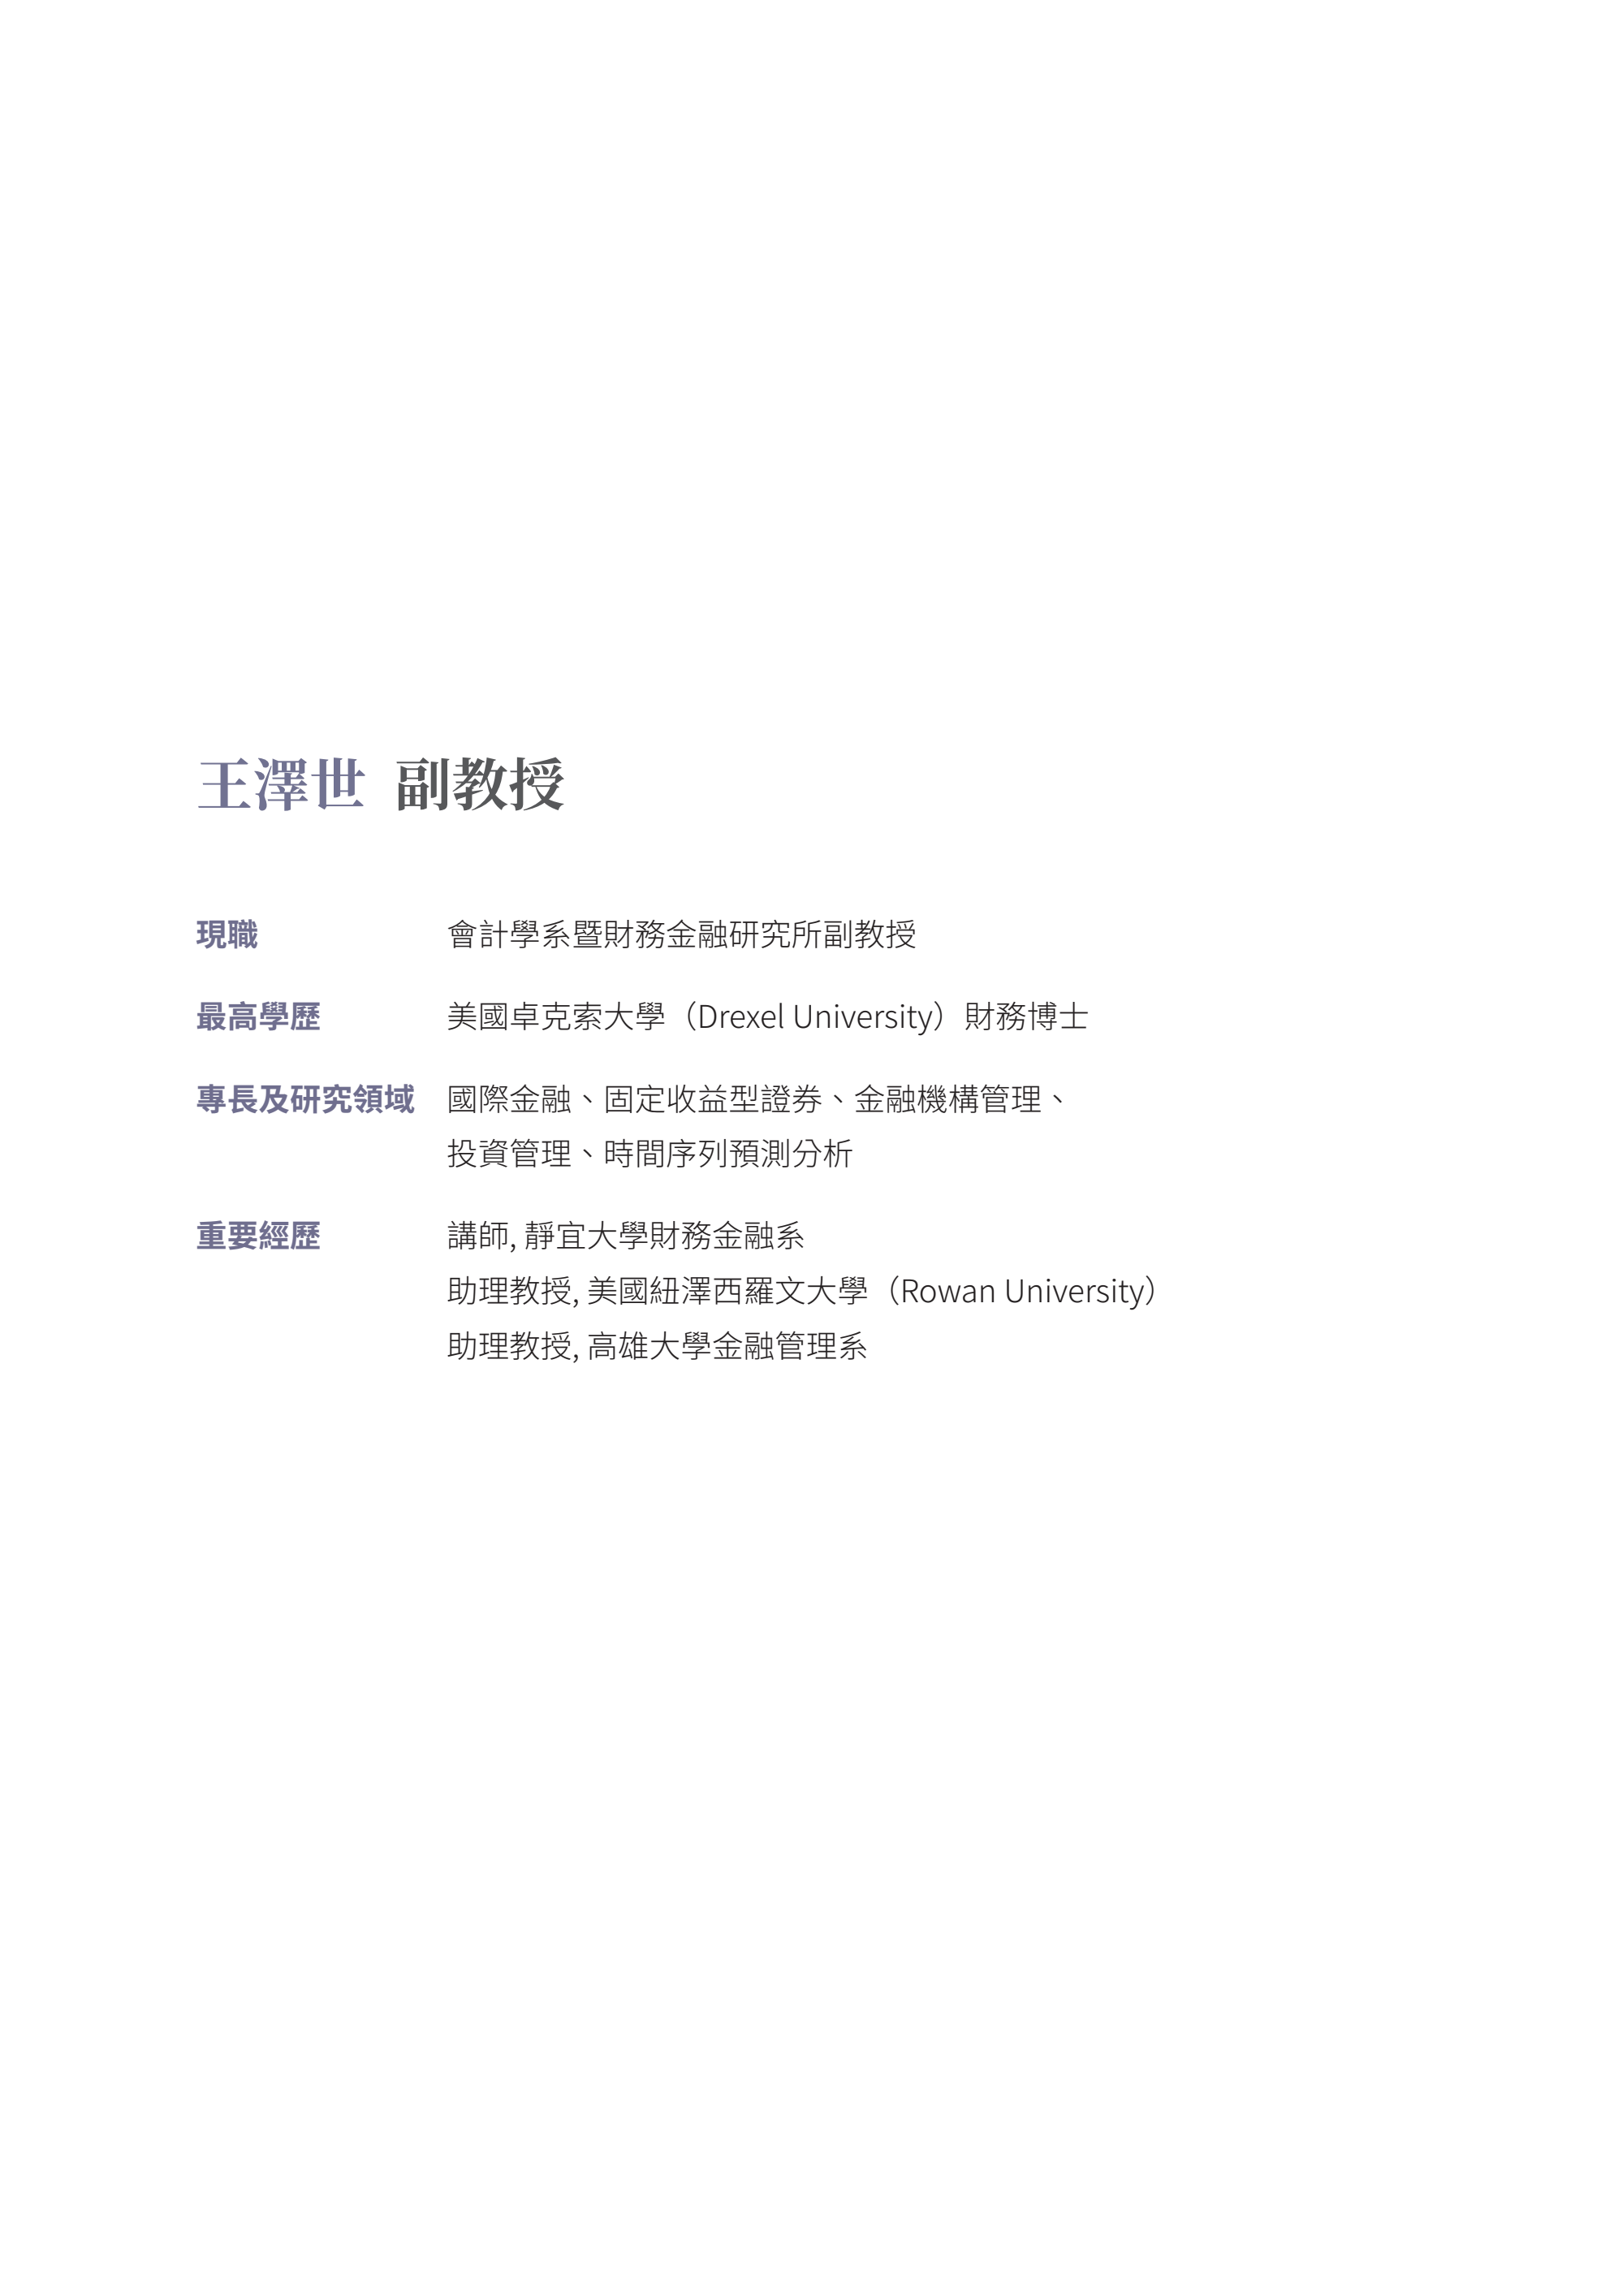 王澤世 副教授
現職 會計學系暨財務金融研究所副教授
最高學歷 美國卓克索大學（Drexel University）財務博士
專長及研究領域 國際金融、固定收益型證券、金融機構管理、
投資管理、時間序列預測分析
重要經歷 講師, 靜宜大學財務金融系
助理教授, 美國紐澤西羅文大學（Rowan University）
助理教授, 高雄大學金融管理系